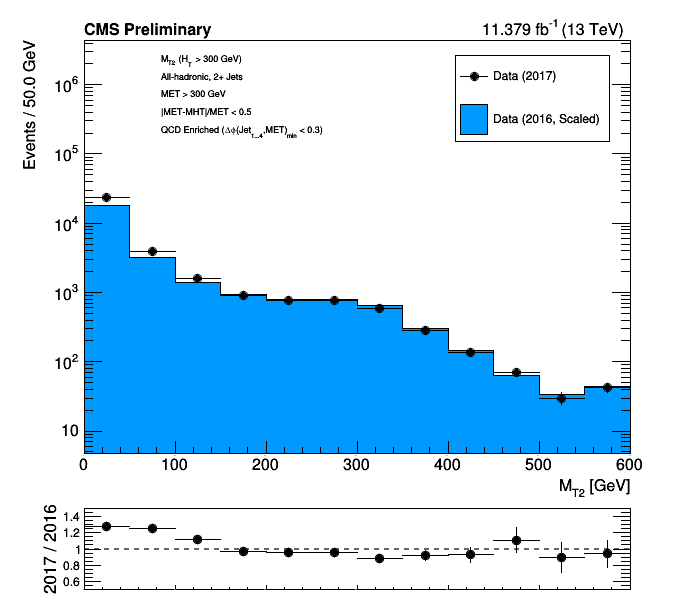 CMS Preliminary 11.379 fb⁻¹ (13 TeV)
Events / 50.0 GeV
M_T2 (H_T > 300 GeV)
All-hadronic, 2+ Jets
MET > 300 GeV
|MET-MHT|/MET < 0.5
QCD Enriched (Δϕ(Jet_1...4,MET)_min < 0.3)
Data (2017)
Data (2016, Scaled)
10⁶
10⁵
10⁴
10³
10²
10
0 100 200 300 400 500 600
M_T2 [GeV]
2017 / 2016
1.4
1.2
1
0.8
0.6